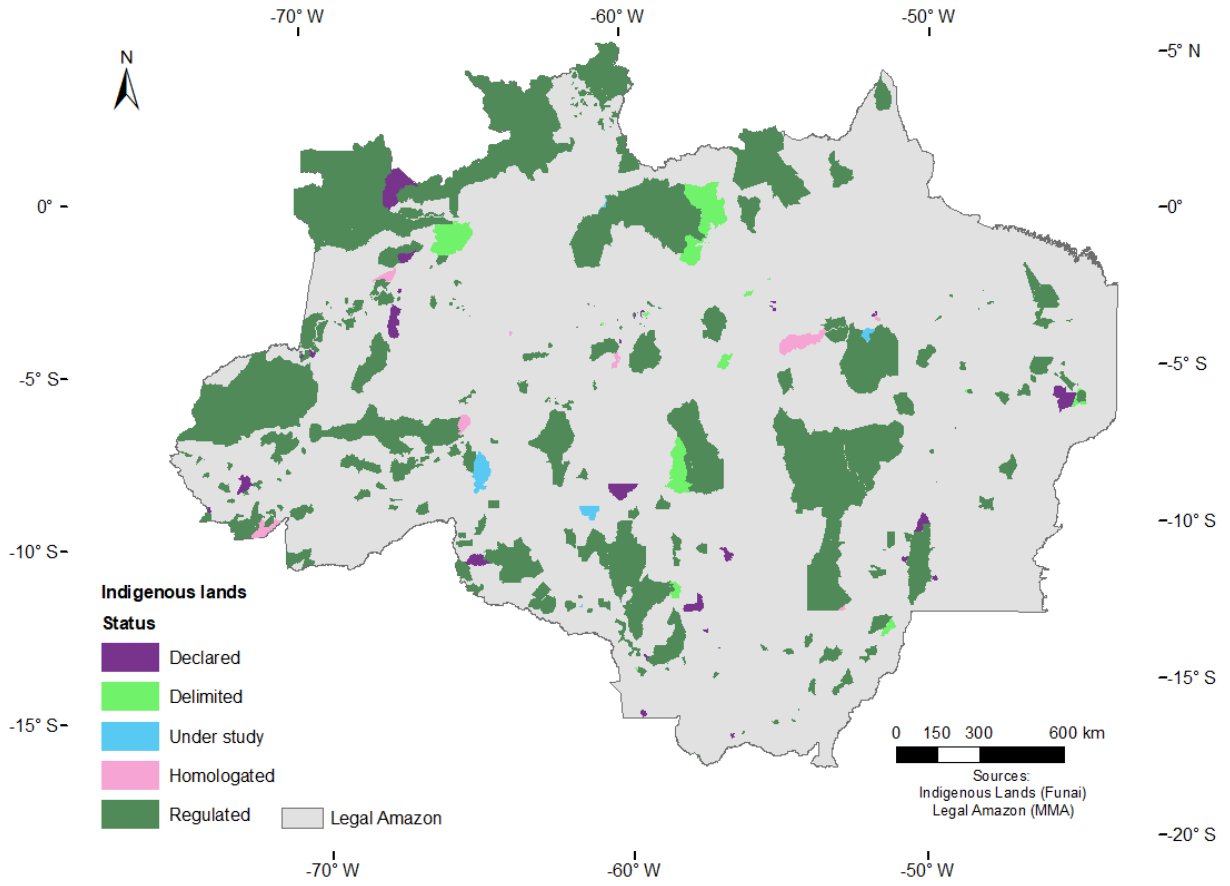 -70° W -60° W -50° W
N
5° N
0° 0°
-5° S -5° S
-10° S
-10° S
Indigenous lands
Status
Declared
Delimited
Under study
Homologated
Regulated
Legal Amazon
-15° S
-15° S
0 150 300 600 km
Sources:
Indigenous Lands (Funai)
Legal Amazon (MMA)
-20° S
-70° W -60° W -50° W